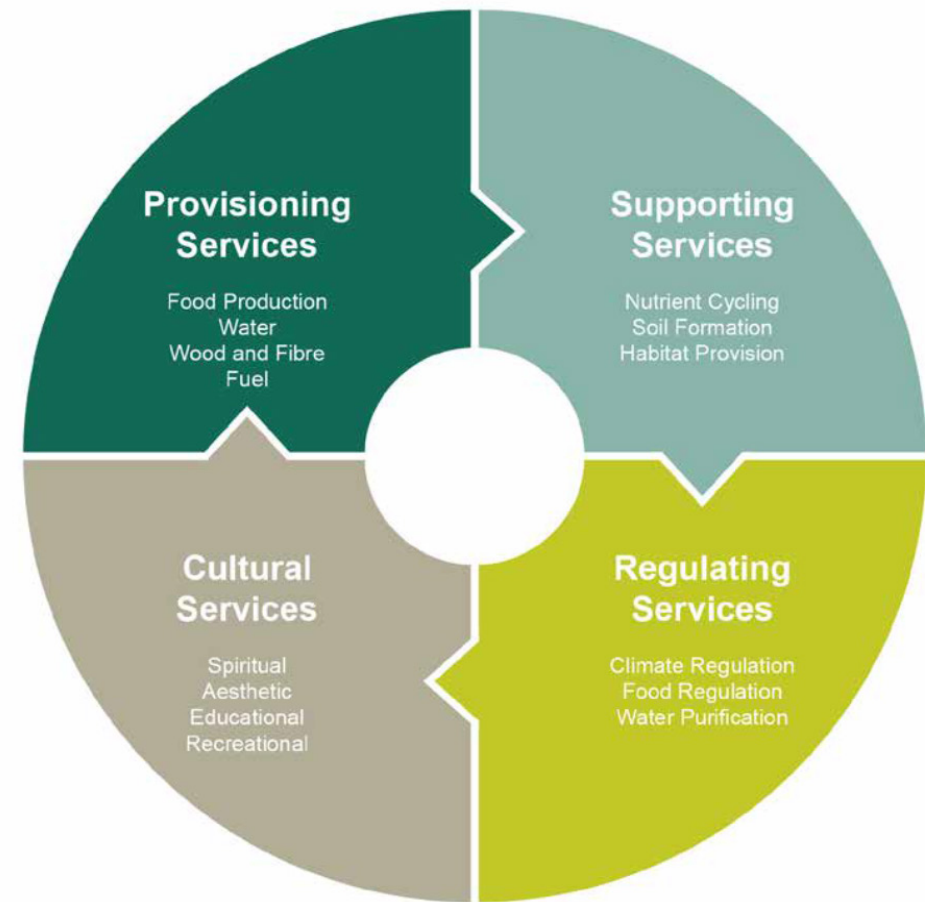 Provisioning
Services
Food Production
Water
Wood and Fibre
Fuel
Supporting
Services
Nutrient Cycling
Soil Formation
Habitat Provision
Cultural
Services
Spiritual
Aesthetic
Educational
Recreational
Regulating
Services
Climate Regulation
Food Regulation
Water Purification